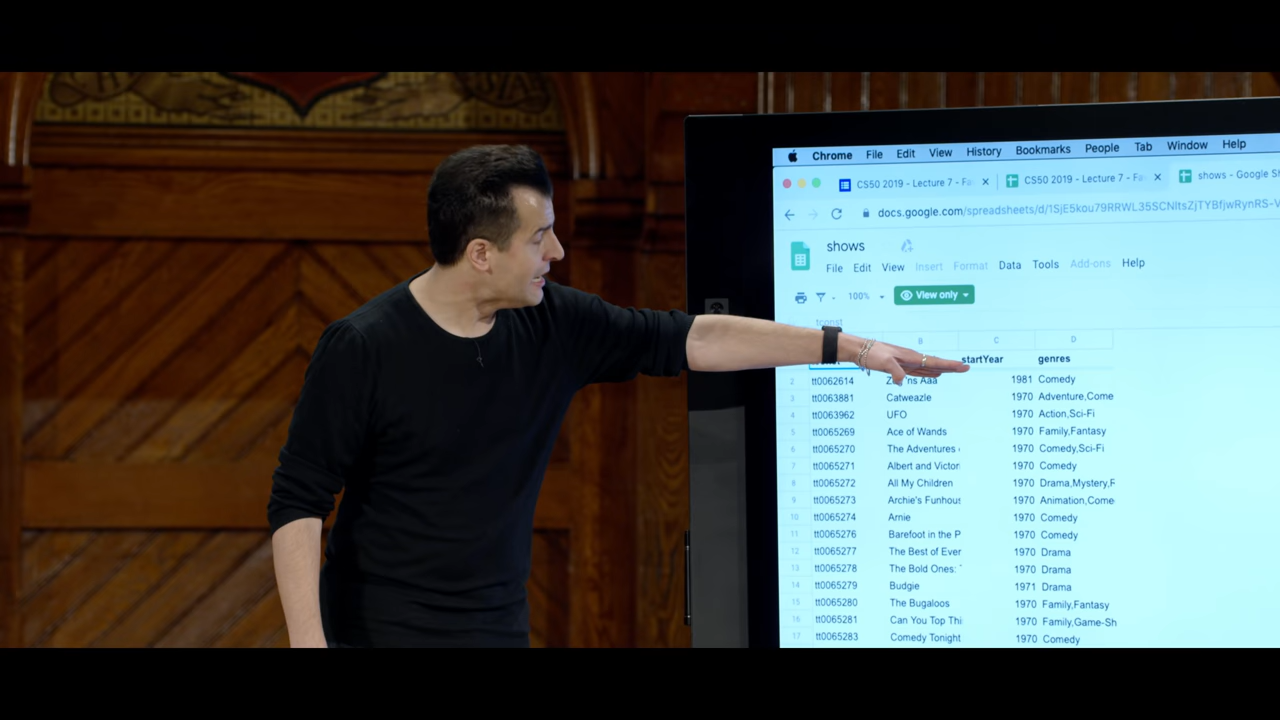 Chrome File Edit View History Bookmarks People Tab Window Help
CS50 2019 - Lecture 7 - Fa × CS50 2019 - Lecture 7 - Fa × shows - Google S
docs.google.com/spreadsheets/d/1SjE5kou79RRWL35SCNltsZjTYBfjwRynRS-V
shows
File Edit View Insert Format Data Tools Add-ons Help
100% View only
tconst
B C D
startYear genres
2 tt0062614 1981 Comedy
3 tt0063881 Catweazle 1970 Adventure,Come
4 tt0063962 UFO 1970 Action,Sci-Fi
5 tt0065269 Ace of Wands 1970 Family,Fantasy
6 tt0065270 The Adventures 1970 Comedy,Sci-Fi
7 tt0065271 Albert and Victor 1970 Comedy
8 tt0065272 All My Children 1970 Drama,Mystery,F
9 tt0065273 Archie's Funhous 1970 Animation,Come
10 tt0065274 Arnie 1970 Comedy
11 tt0065276 Barefoot in the P 1970 Comedy
12 tt0065277 The Best of Ever 1970 Drama
13 tt0065278 The Bold Ones: 1970 Drama
14 tt0065279 Budgie 1971 Drama
15 tt0065280 The Bugaloos 1970 Family,Fantasy
16 tt0065281 Can You Top Thi 1970 Family,Game-Sh
17 tt0065283 Comedy Tonight 1970 Comedy